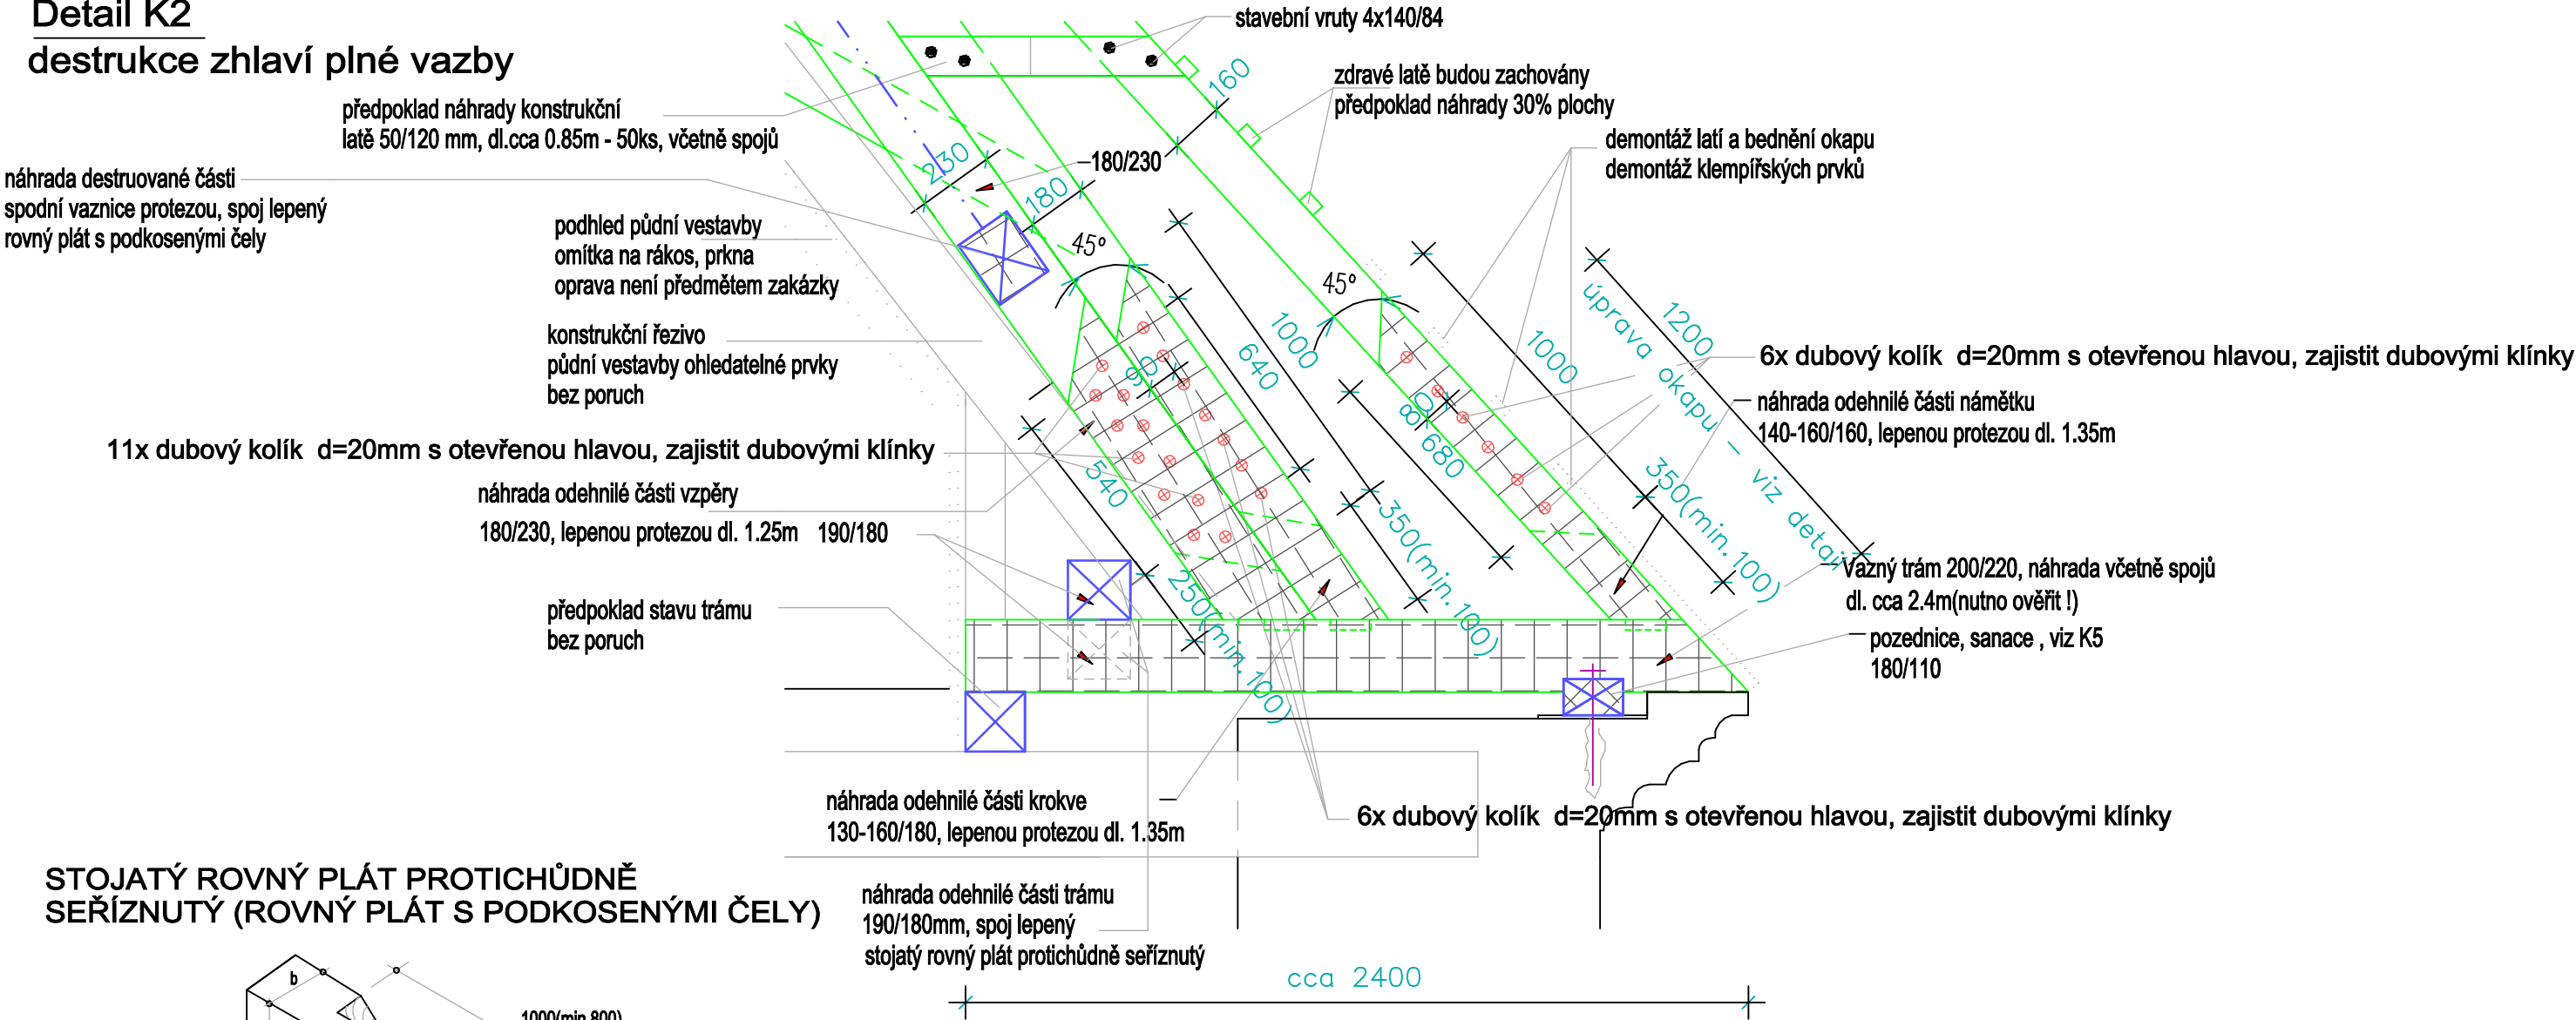 Detail K2
destrukce zhlaví plné vazby
stavební vruty 4x140/84
předpoklad náhrady konstrukční
latě 50/120 mm, dl.cca 0.85m - 50ks, včetně spojů
zdravé latě budou zachovány
předpoklad náhrady 30% plochy
demontáž latí a bednění okapu
demontáž klempířských prvků
náhrada destruované části
spodní vaznice protezou, spoj lepený
rovný plát s podkosenými čely
160
230
180/230
180
podhled půdní vestavby
omítka na rákos, prkna
oprava není předmětem zakázky
45°
45°
konstrukční řezivo
půdní vestavby ohledatelné prvky
bez poruch
1000
640
90
1000
1200
úprava okapu – viz detail
6x dubový kolík d=20mm s otevřenou hlavou, zajistit dubovými klínky
náhrada odehnilé části námětku
140-160/160, lepenou protezou dl. 1.35m
80
680
11x dubový kolík d=20mm s otevřenou hlavou, zajistit dubovými klínky
540
350(min.100)
350(min.100)
náhrada odehnilé části vzpěry
180/230, lepenou protezou dl. 1.25m
190/180
250(min.100)
Vazný trám 200/220, náhrada včetně spojů
dl. cca 2.4m(nutno ověřit !)
předpoklad stavu trámu
bez poruch
pozednice, sanace , viz K5
180/110
náhrada odehnilé části krokve
130-160/180, lepenou protezou dl. 1.35m
6x dubový kolík d=20mm s otevřenou hlavou, zajistit dubovými klínky
STOJATÝ ROVNÝ PLÁT PROTICHŮDNĚ
SEŘÍZNUTÝ (ROVNÝ PLÁT S PODKOSENÝMI ČELY)
náhrada odehnilé části trámu
190/180mm, spoj lepený
stojatý rovný plát protichůdně seříznutý
cca 2400
b
1000(min.800)